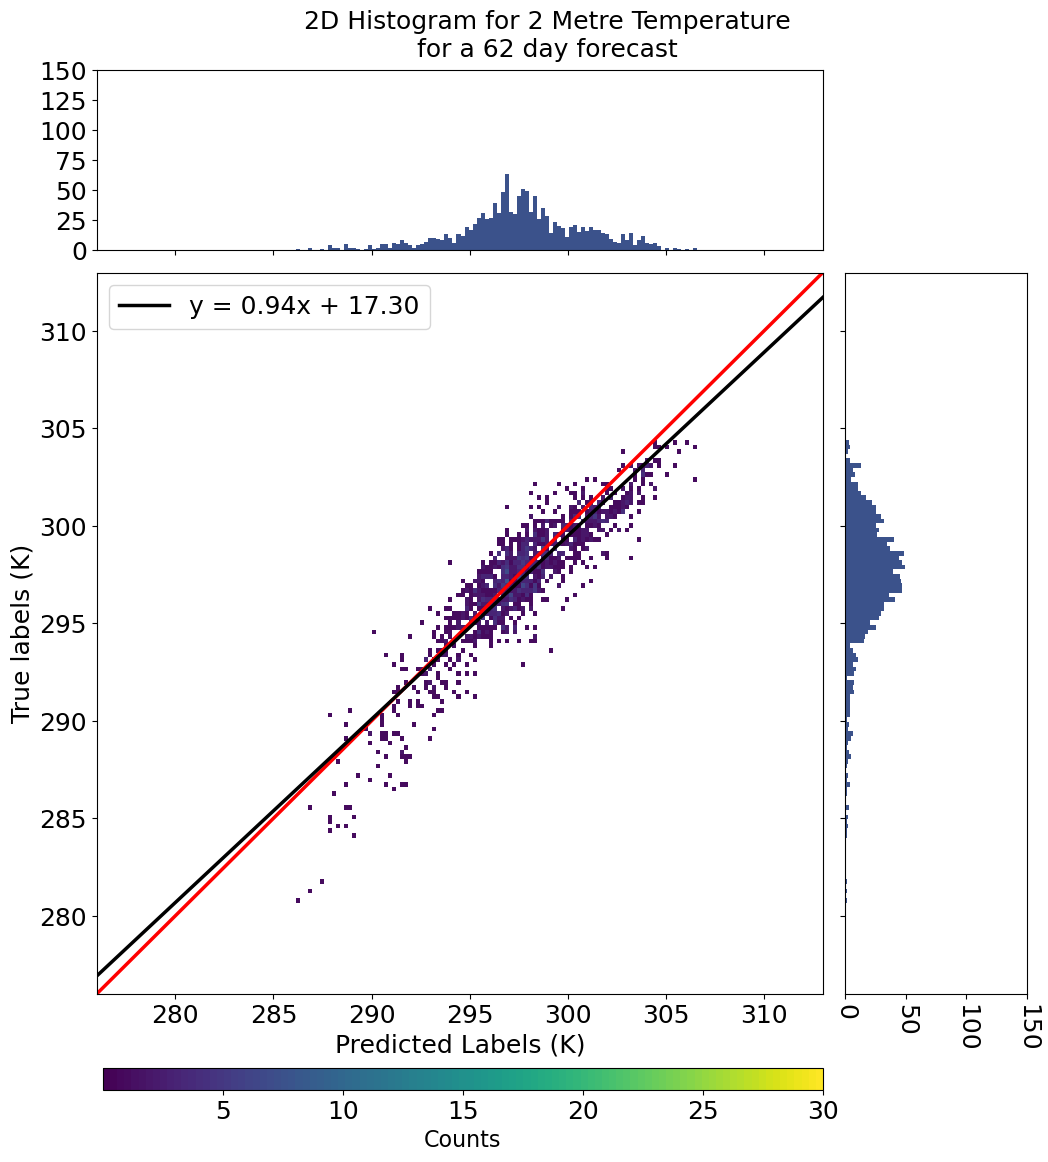 2D Histogram for 2 Metre Temperature
for a 62 day forecast
150
125
100
75
50
25
0
y = 0.94x + 17.30
310
305
300
295
290
285
280
True labels (K)
280 285 290 295 300 305 310
Predicted Labels (K)
0 50 100 150
5 10 15 20 25 30
Counts